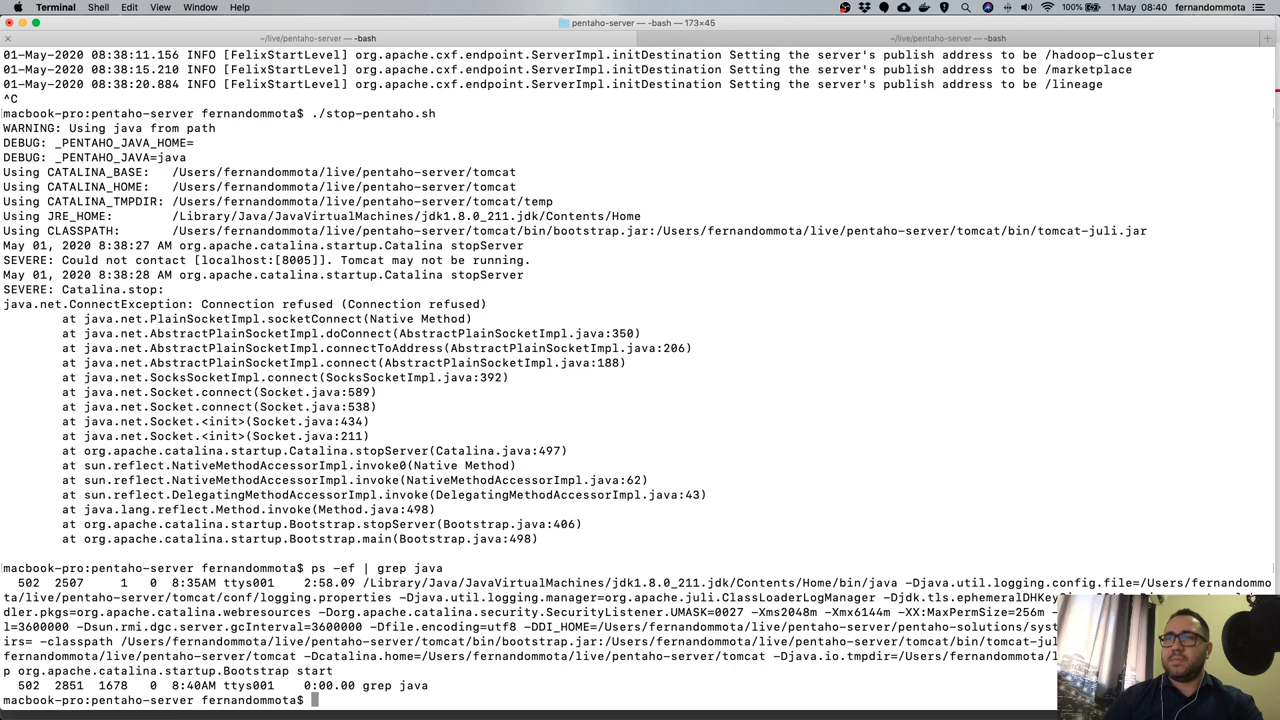 Terminal Shell Edit View Window Help 100% 1 May 08:40 fernandommota
pentaho-server — -bash — 173×45
~/live/pentaho-server — -bash ~/live/pentaho-server — -bash
01-May-2020 08:38:11.156 INFO [FelixStartLevel] org.apache.cxf.endpoint.ServerImpl.initDestination Setting the server's publish address to be /hadoop-cluster
01-May-2020 08:38:15.210 INFO [FelixStartLevel] org.apache.cxf.endpoint.ServerImpl.initDestination Setting the server's publish address to be /marketplace
01-May-2020 08:38:20.884 INFO [FelixStartLevel] org.apache.cxf.endpoint.ServerImpl.initDestination Setting the server's publish address to be /lineage
^C
macbook-pro:pentaho-server fernandommota$ ./stop-pentaho.sh
WARNING: Using java from path
DEBUG: _PENTAHO_JAVA_HOME=
DEBUG: _PENTAHO_JAVA=java
Using CATALINA_BASE: /Users/fernandommota/live/pentaho-server/tomcat
Using CATALINA_HOME: /Users/fernandommota/live/pentaho-server/tomcat
Using CATALINA_TMPDIR: /Users/fernandommota/live/pentaho-server/tomcat/temp
Using JRE_HOME: /Library/Java/JavaVirtualMachines/jdk1.8.0_211.jdk/Contents/Home
Using CLASSPATH: /Users/fernandommota/live/pentaho-server/tomcat/bin/bootstrap.jar:/Users/fernandommota/live/pentaho-server/tomcat/bin/tomcat-juli.jar
May 01, 2020 8:38:27 AM org.apache.catalina.startup.Catalina stopServer
SEVERE: Could not contact [localhost:[8005]]. Tomcat may not be running.
May 01, 2020 8:38:28 AM org.apache.catalina.startup.Catalina stopServer
SEVERE: Catalina.stop:
java.net.ConnectException: Connection refused (Connection refused)
at java.net.PlainSocketImpl.socketConnect(Native Method)
at java.net.AbstractPlainSocketImpl.doConnect(AbstractPlainSocketImpl.java:350)
at java.net.AbstractPlainSocketImpl.connectToAddress(AbstractPlainSocketImpl.java:206)
at java.net.AbstractPlainSocketImpl.connect(AbstractPlainSocketImpl.java:188)
at java.net.SocksSocketImpl.connect(SocksSocketImpl.java:392)
at java.net.Socket.connect(Socket.java:589)
at java.net.Socket.connect(Socket.java:538)
at java.net.Socket.<init>(Socket.java:434)
at java.net.Socket.<init>(Socket.java:211)
at org.apache.catalina.startup.Catalina.stopServer(Catalina.java:497)
at sun.reflect.NativeMethodAccessorImpl.invoke0(Native Method)
at sun.reflect.NativeMethodAccessorImpl.invoke(NativeMethodAccessorImpl.java:62)
at sun.reflect.DelegatingMethodAccessorImpl.invoke(DelegatingMethodAccessorImpl.java:43)
at java.lang.reflect.Method.invoke(Method.java:498)
at org.apache.catalina.startup.Bootstrap.stopServer(Bootstrap.java:406)
at org.apache.catalina.startup.Bootstrap.main(Bootstrap.java:498)
macbook-pro:pentaho-server fernandommota$ ps -ef | grep java
502 2507 1 0 8:35AM ttys001 2:58.09 /Library/Java/JavaVirtualMachines/jdk1.8.0_211.jdk/Contents/Home/bin/java -Djava.util.logging.config.file=/Users/fernandommo
ta/live/pentaho-server/tomcat/conf/logging.properties -Djava.util.logging.manager=org.apache.juli.ClassLoaderLogManager -Djdk.tls.ephemeralDHKey
dler.pkgs=org.apache.catalina.webresources -Dorg.apache.catalina.security.SecurityListener.UMASK=0027 -Xms2048m -Xmx6144m -XX:MaxPermSize=256m -
l=3600000 -Dsun.rmi.dgc.server.gcInterval=3600000 -Dfile.encoding=utf8 -DDI_HOME=/Users/fernandommota/live/pentaho-server/pentaho-solutions/syst
irs= -classpath /Users/fernandommota/live/pentaho-server/tomcat/bin/bootstrap.jar:/Users/fernandommota/live/pentaho-server/tomcat/bin/tomcat-jul
fernandommota/live/pentaho-server/tomcat -Dcatalina.home=/Users/fernandommota/live/pentaho-server/tomcat -Djava.io.tmpdir=/Users/fernandommota/l
p org.apache.catalina.startup.Bootstrap start
502 2851 1678 0 8:40AM ttys001 0:00.00 grep java
macbook-pro:pentaho-server fernandommota$